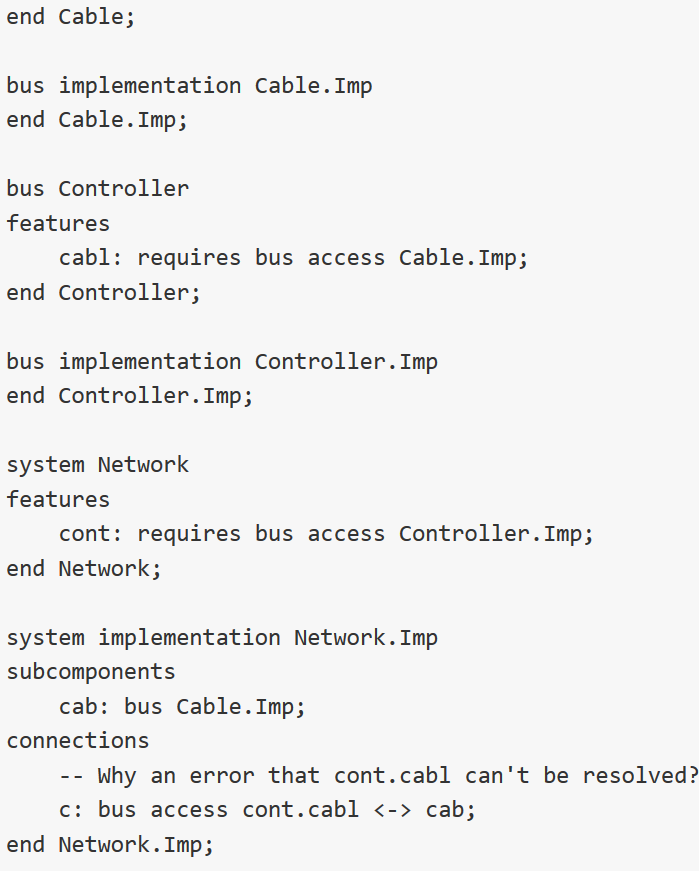 end Cable;

bus implementation Cable.Imp
end Cable.Imp;

bus Controller
features
    cabl: requires bus access Cable.Imp;
end Controller;

bus implementation Controller.Imp
end Controller.Imp;

system Network
features
    cont: requires bus access Controller.Imp;
end Network;

system implementation Network.Imp
subcomponents
    cab: bus Cable.Imp;
connections
    -- Why an error that cont.cabl can't be resolved?
    c: bus access cont.cabl <-> cab;
end Network.Imp;